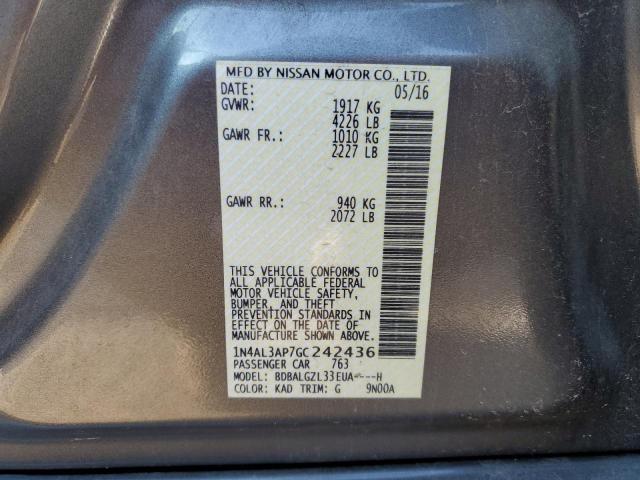 MFD BY NISSAN MOTOR CO., LTD.
DATE: 05/16
GVWR: 1917 KG
4226 LB
GAWR FR.: 1010 KG
2227 LB
GAWR RR.: 940 KG
2072 LB
THIS VEHICLE CONFORMS TO
ALL APPLICABLE FEDERAL
MOTOR VEHICLE SAFETY,
BUMPER, AND THEFT
PREVENTION STANDARDS
IN EFFECT ON THE DATE OF
MANUFACTURE SHOWN ABOVE.
1N4AL3AP7GC242436
PASSENGER CAR 763
MODEL: BDBALGZL33EUA----H
COLOR: KAD TRIM: G 9N00A